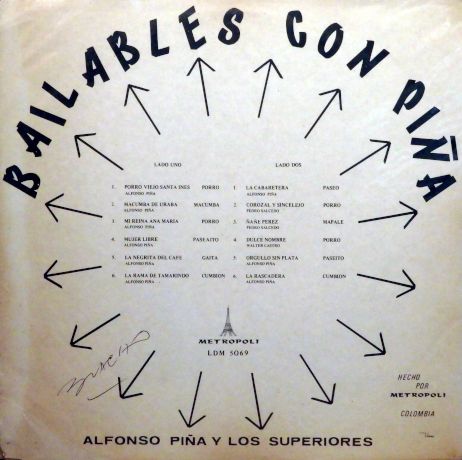 BAILABLES CON PIÑA
LADO UNO
1. PORRO VIEJO SANTA INES PORRO
ALFONSO PIÑA
2. MACUMBA DE URABA MACUMBA
ALFONSO PIÑA
3. MI REINA ANA MARIA PORRO
ALFONSO PIÑA
4. MUJER LIBRE PASEAITO
ALFONSO PIÑA
5. LA NEGRITA DEL CAFE GAITA
ALFONSO PIÑA
6. LA RAMA DE TAMARINDO CUMBION
ALFONSO PIÑA
LADO DOS
1. LA CABARETERA PASEO
ALFONSO PIÑA
2. COROZAL Y SINCELEJO PORRO
PEDRO SALCEDO
3. ÑAÑE PEREZ MAPALE
PEDRO SALCEDO
4. DULCE NOMBRE PORRO
WALTER CASTRO
5. ORGULLO SIN PLATA PASEITO
ALFONSO PIÑA
6. LA RASCADERA CUMBION
ALFONSO PIÑA
METROPOLI
LDM 5069
HECHO
POR
METROPOLI
COLOMBIA
ALFONSO PIÑA Y LOS SUPERIORES